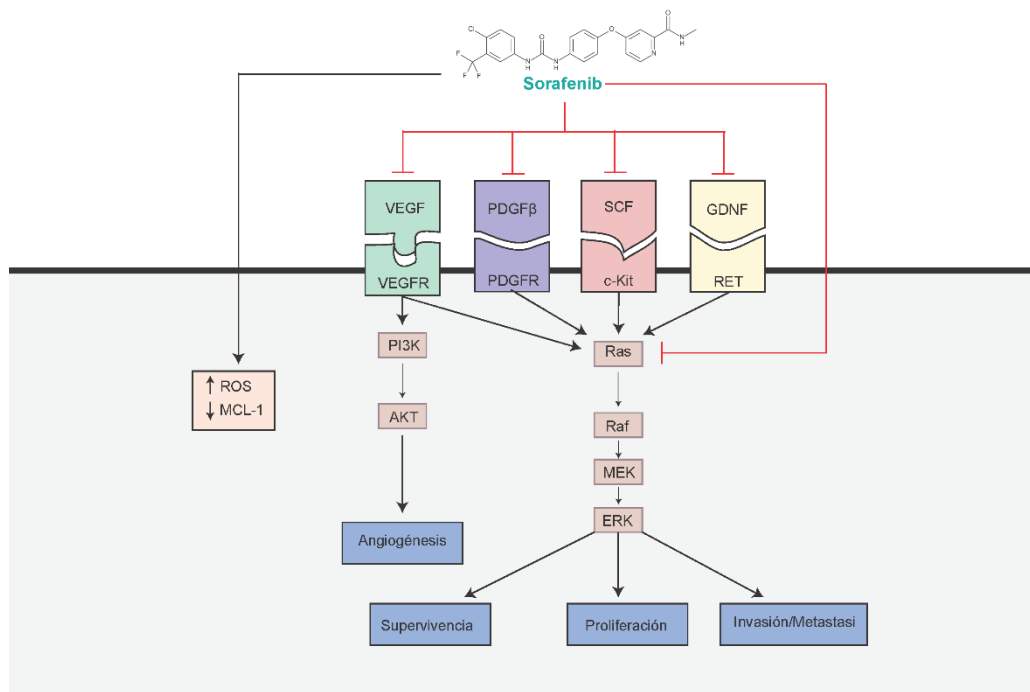 Cl
O
O
O
N
H
N
H
N
H
N
F
F
F
Sorafenib
VEGF
PDGFβ
SCF
GDNF
VEGFR
PDGFR
c-Kit
RET
PI3K
Ras
↑ ROS
↓ MCL-1
AKT
Raf
MEK
ERK
Angiogénesis
Supervivencia
Proliferación
Invasión/Metastasi